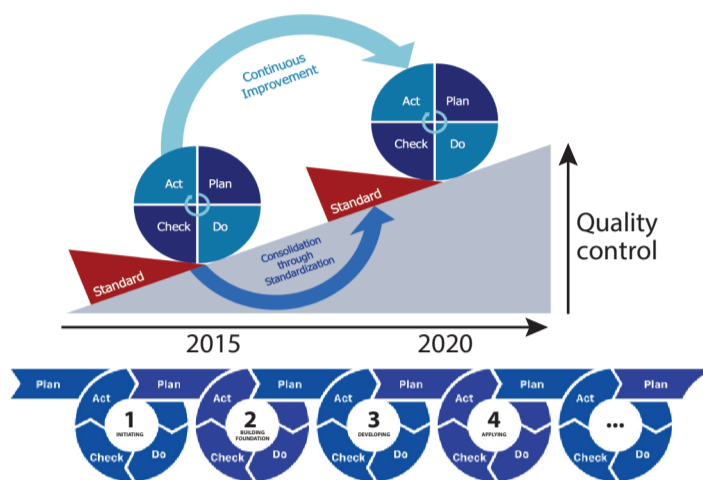 Continuous
Improvement
Act
Plan
Check
Do
Act
Plan
Check
Do
Standard
Standard
Consolidation
through
Standardization
Quality
control
2015
2020
Plan
Plan
Plan
Plan
Plan
Plan
Act
Act
Act
Act
Act
1
INITIATING
2
BUILDING
FOUNDATION
3
DEVELOPING
4
APPLYING
...
Check
Do
Check
Do
Check
Do
Check
Do
Check
Do